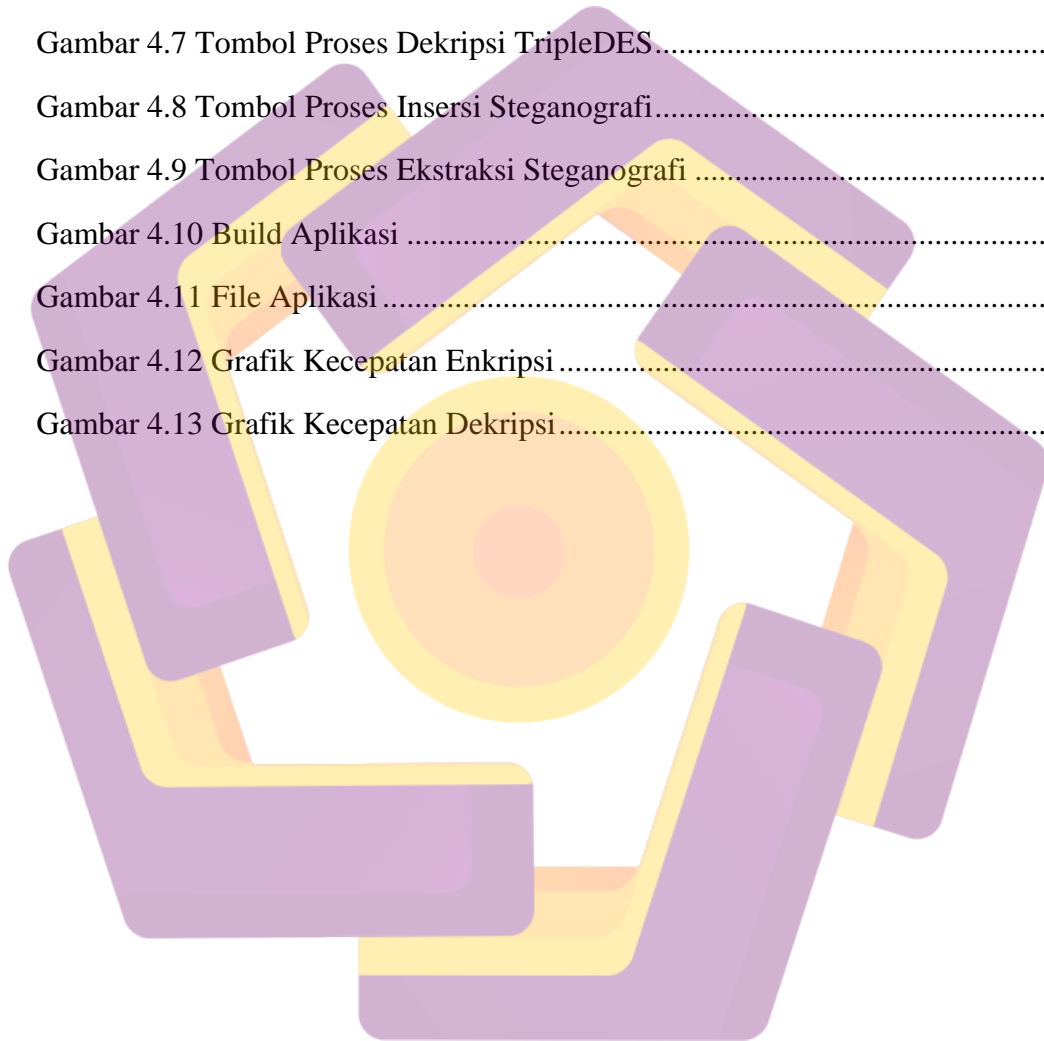 Gambar 4.7 Tombol Proses Dekripsi TripleDES................................................
Gambar 4.8 Tombol Proses Insersi Steganografi................................................
Gambar 4.9 Tombol Proses Ekstraksi Steganografi ...........................................
Gambar 4.10 Build Aplikasi ................................................................................
Gambar 4.11 File Aplikasi ...................................................................................
Gambar 4.12 Grafik Kecepatan Enkripsi ............................................................
Gambar 4.13 Grafik Kecepatan Dekripsi ............................................................